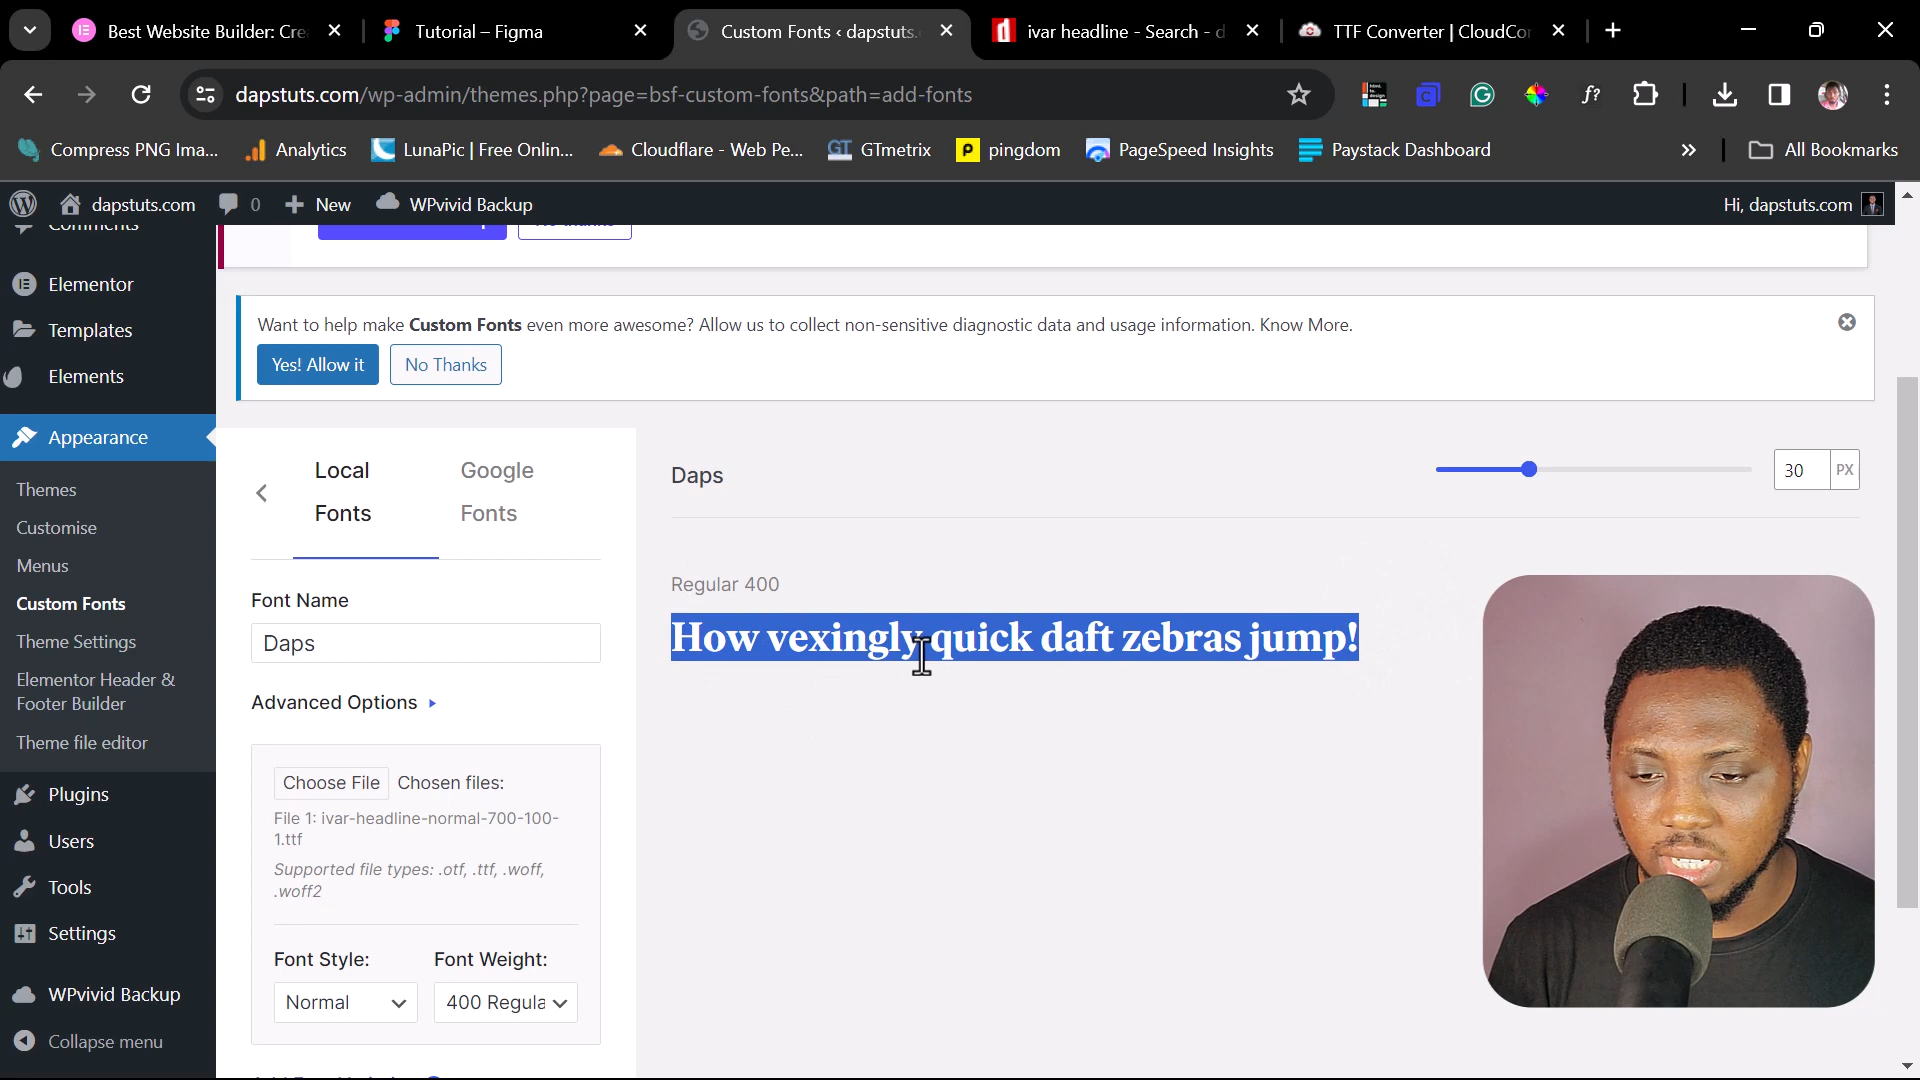 Best Website Builder: Cre
Tutorial – Figma
Custom Fonts ‹ dapstuts.
ivar headline - Search - d
TTF Converter | CloudCo
dapstuts.com/wp-admin/themes.php?page=bsf-custom-fonts&path=add-fonts
f?
Compress PNG Ima...
Analytics
LunaPic | Free Onlin...
Cloudflare - Web Pe...
GTmetrix
pingdom
PageSpeed Insights
Paystack Dashboard
All Bookmarks
dapstuts.com
0
New
WPvivid Backup
Hi, dapstuts.com
Comments
Elementor
Templates
Elements
Appearance
Themes
Customise
Menus
Custom Fonts
Theme Settings
Elementor Header &
Footer Builder
Theme file editor
Plugins
Users
Tools
Settings
WPvivid Backup
Collapse menu
Want to help make Custom Fonts even more awesome? Allow us to collect non-sensitive diagnostic data and usage information. Know More.
Yes! Allow it
No Thanks
Local
Fonts
Google
Fonts
Font Name
Daps
Advanced Options
Choose File
Chosen files:
File 1: ivar-headline-normal-700-100-
1.ttf
Supported file types: .otf, .ttf, .woff,
.woff2
Font Style:
Font Weight:
Normal
400 Regula
Daps
30
PX
Regular 400
How vexingly quick daft zebras jump!